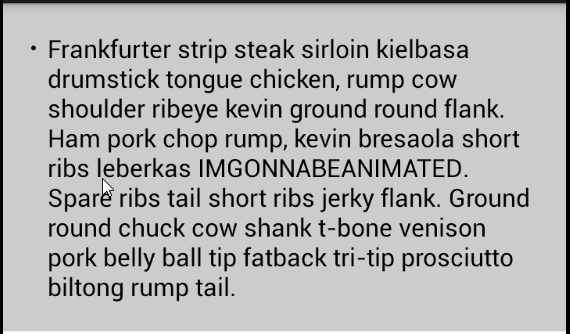 • Frankfurter strip steak sirloin kielbasa
drumstick tongue chicken, rump cow
shoulder ribeye kevin ground round flank.
Ham pork chop rump, kevin bresaola short
ribs leberkas IMGONNABEANIMATED.
Spare ribs tail short ribs jerky flank. Ground
round chuck cow shank t-bone venison
pork belly ball tip fatback tri-tip prosciutto
biltong rump tail.